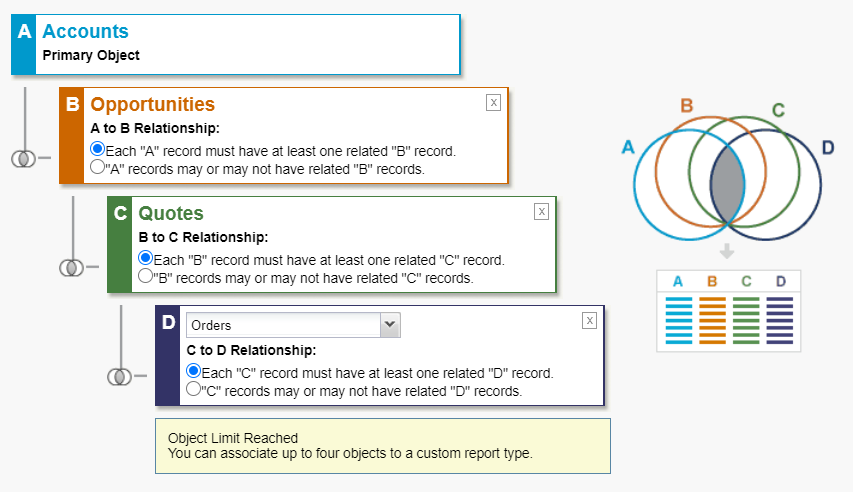 A Accounts
Primary Object
B Opportunities x
A to B Relationship:
Each "A" record must have at least one related "B" record.
"A" records may or may not have related "B" records.
C Quotes x
B to C Relationship:
Each "B" record must have at least one related "C" record.
"B" records may or may not have related "C" records.
D Orders x
C to D Relationship:
Each "C" record must have at least one related "D" record.
"C" records may or may not have related "D" records.
Object Limit Reached
You can associate up to four objects to a custom report type.
A B C D
A B C D